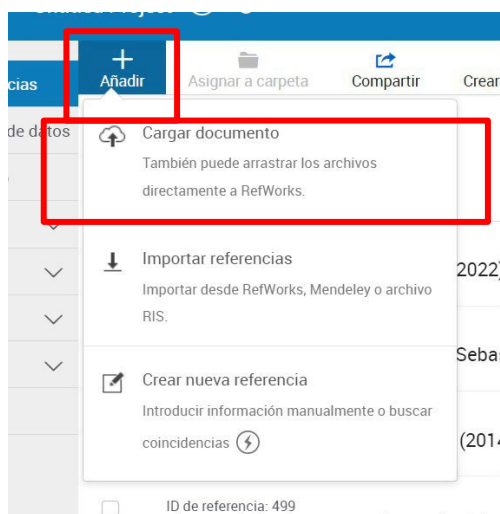 Añadir
Asignar a carpeta
Compartir
Crear
cias
de datos
Cargar documento
También puede arrastrar los archivos
directamente a RefWorks.
Importar referencias
Importar desde RefWorks, Mendeley o archivo
RIS.
Crear nueva referencia
Introducir información manualmente o buscar
coincidencias
2022)
Sebas
(2014
ID de referencia: 499